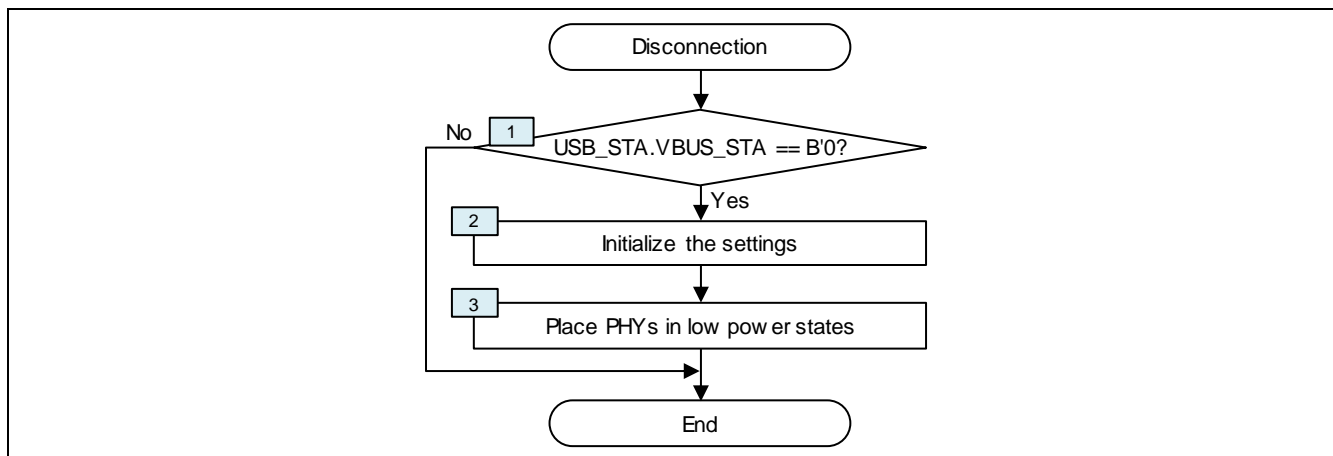 Disconnection
No
1
USB_STA.VBUS_STA == B'0?
Yes
2
Initialize the settings
3
Place PHYs in low power states
End